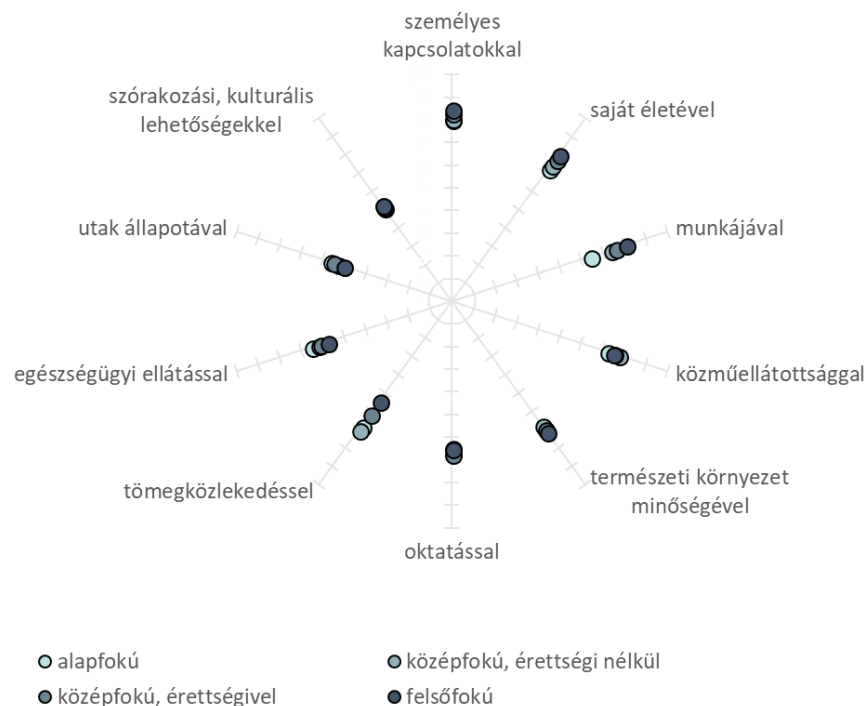 személyes
kapcsolatokkal
szórakozási, kulturális
lehetőségekkel
saját életével
utak állapotával
munkájával
egészségügyi ellátással
közműellátottsággal
tömegközlekedéssel
természeti környezet
minőségével
oktatással
alapfokú
középfokú, érettségi nélkül
középfokú, érettségivel
felsőfokú